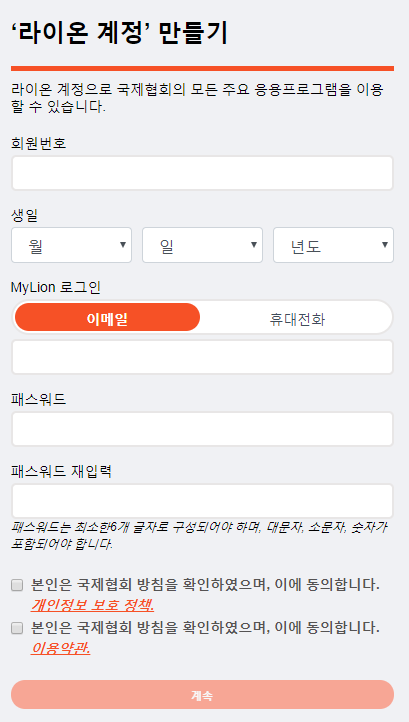 ‘라이온 계정’ 만들기
라이온 계정으로 국제협회의 모든 주요 응용프로그램을 이용
할 수 있습니다.
회원번호
생일
월 일 년도
MyLion 로그인
이메일 휴대전화
패스워드
패스워드 재입력
패스워드는 최소한6개 글자로 구성되어야 하며, 대문자, 소문자, 숫자가
포함되어야 합니다.
본인은 국제협회 방침을 확인하였으며, 이에 동의합니다.
개인정보 보호 정책.
본인은 국제협회 방침을 확인하였으며, 이에 동의합니다.
이용약관.
계속